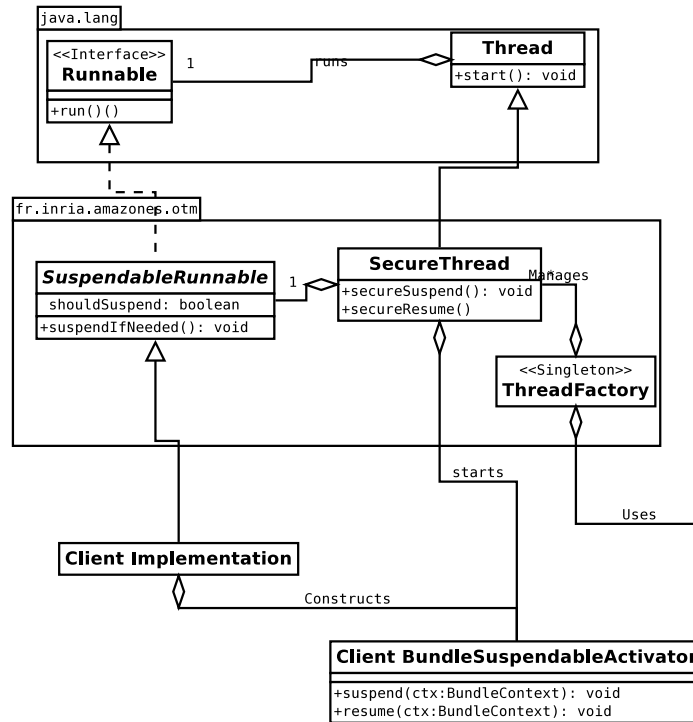 java.lang
<<Interface>>
Runnable
+run()()
1
runs
Thread
+start(): void
fr.inria.amazones.otm
SuspendableRunnable
shouldSuspend: boolean
+suspendIfNeeded(): void
1
SecureThread
+secureSuspend(): void
+secureResume()
Manages
*
<<Singleton>>
ThreadFactory
starts
Uses
Client Implementation
Constructs
Client BundleSuspendableActivator
+suspend(ctx:BundleContext): void
+resume(ctx:BundleContext): void